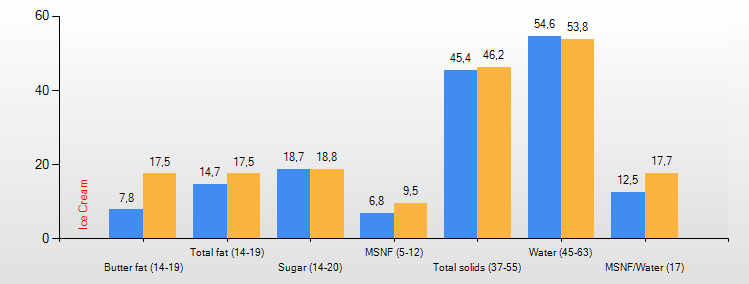 60
40
20
0
Ice Cream
7,8
17,5
14,7
17,5
18,7
18,8
6,8
9,5
45,4
46,2
54,6
53,8
12,5
17,7
Butter fat (14-19)
Total fat (14-19)
Sugar (14-20)
MSNF (5-12)
Total solids (37-55)
Water (45-63)
MSNF/Water (17)